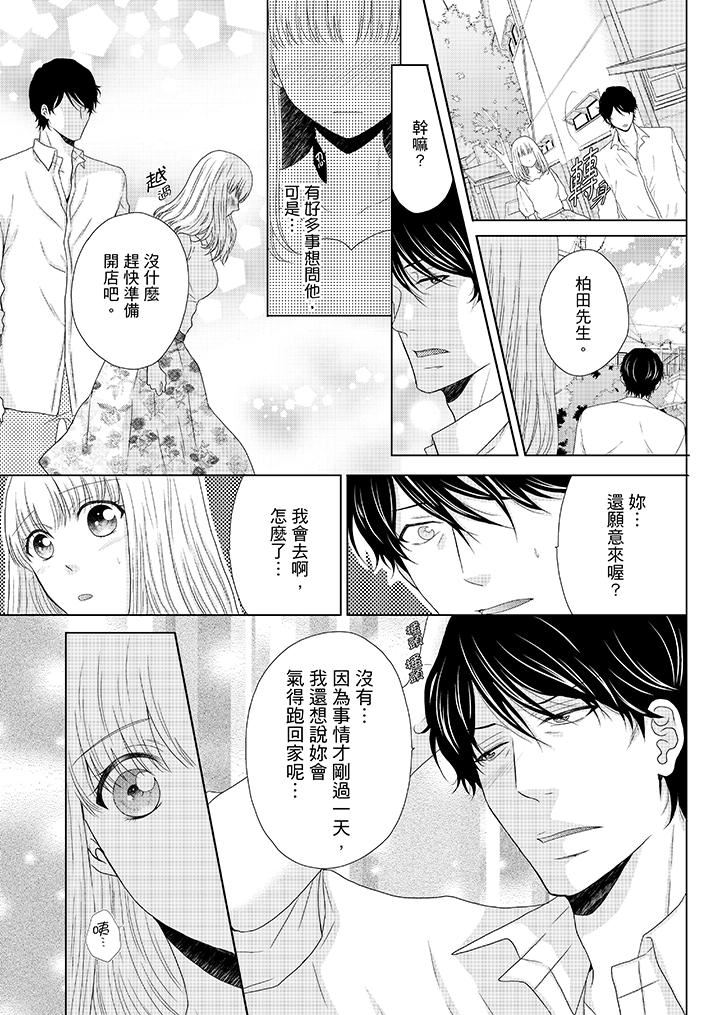 轉身
柏田先生。
幹嘛？
有好多事想問他，
可是…
越過
沒什麼
趕快準備
開店吧。
妳…
還願意來喔？
我會去啊，
怎麼了…
搔頭 搔頭
沒有…
因為事情才剛過一天，
我還想說妳會
氣得跑回家呢…
咦…